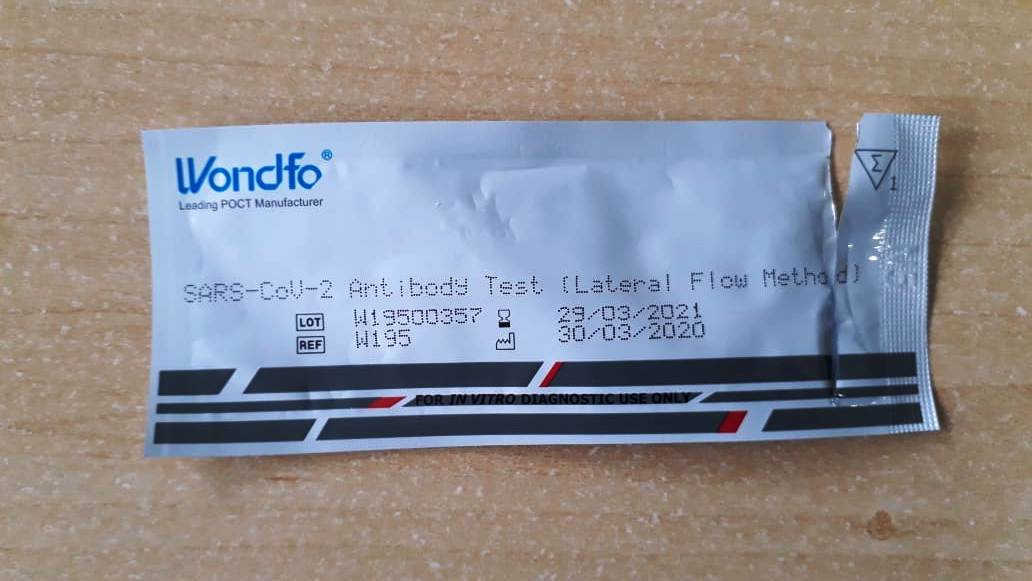 Wondfo®
Leading POCT Manufacturer
Σ
1
SARS-CoV-2 Antibody Test (Lateral Flow Method)
LOT W19500357 29/03/2021
REF W195 30/03/2020
FOR IN VITRO DIAGNOSTIC USE ONLY